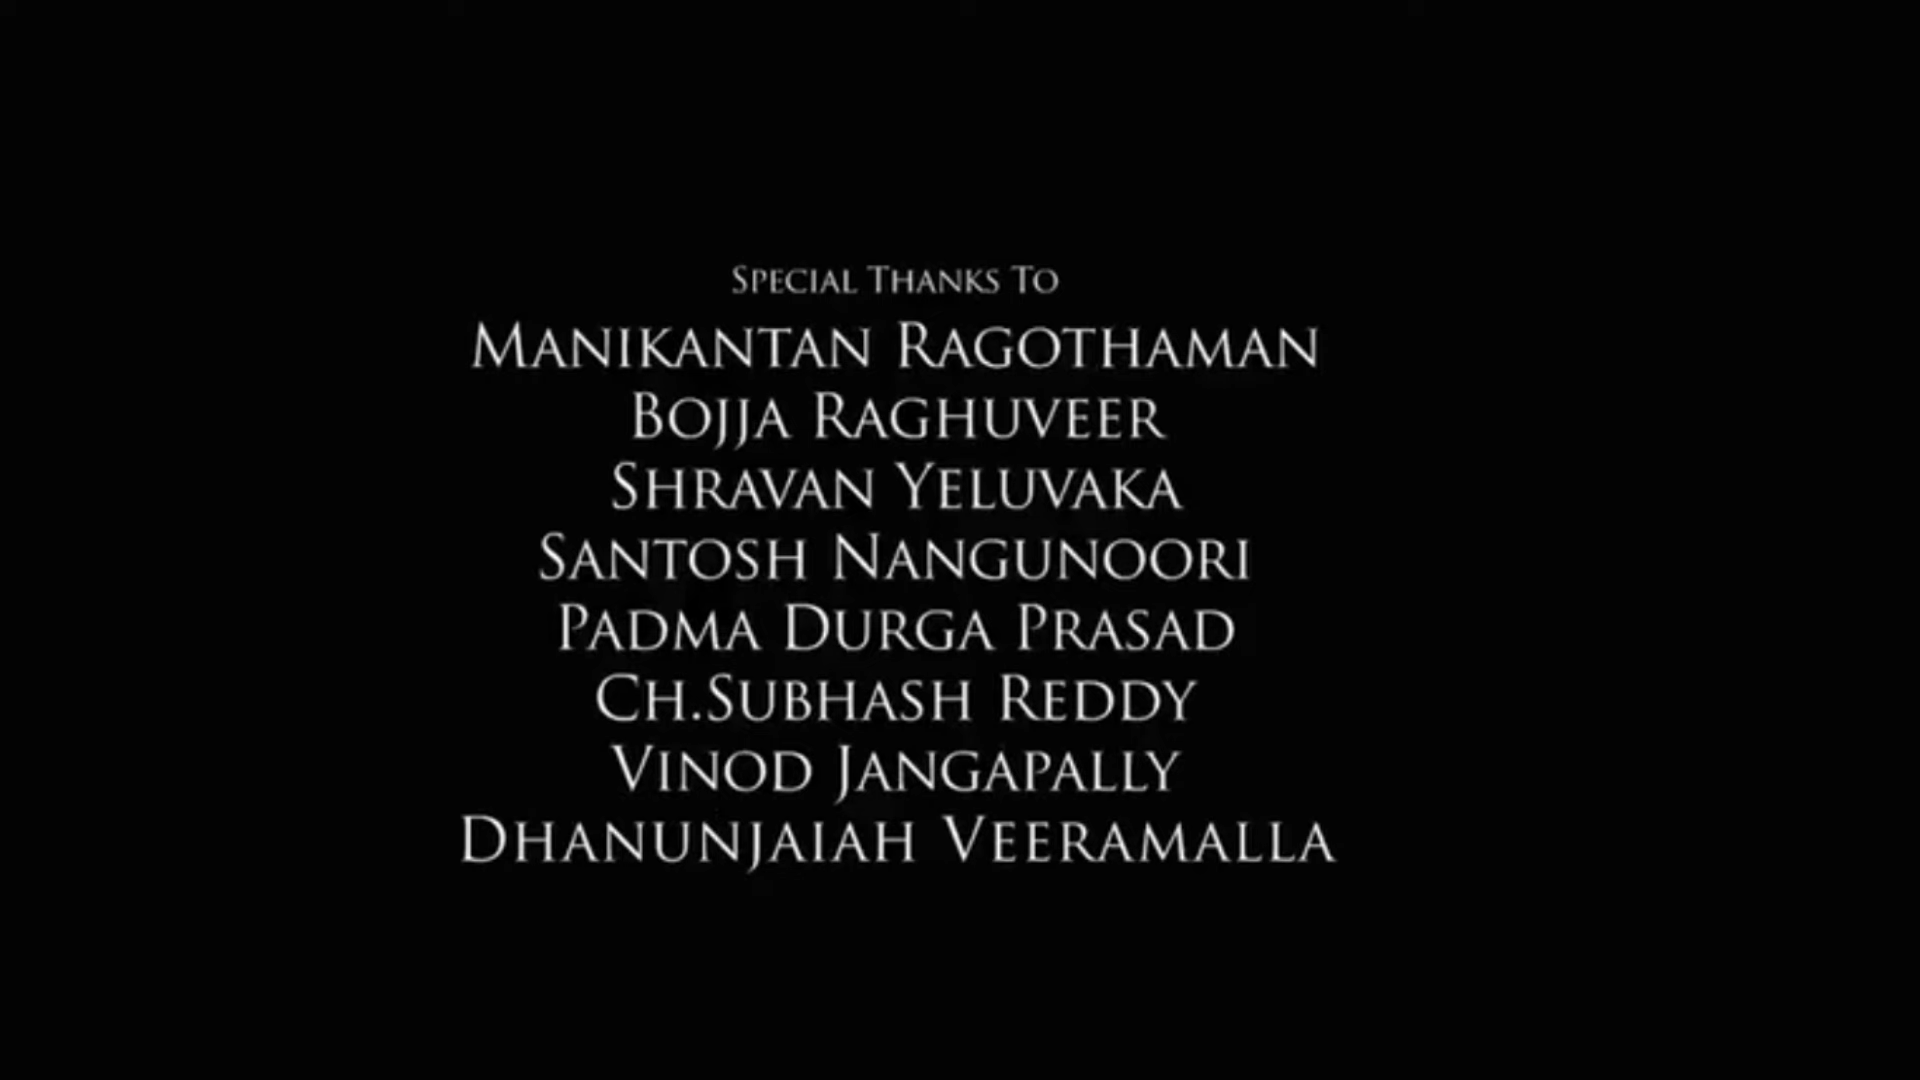 Special Thanks To
Manikantan Ragothaman
Bojja Raghuveer
Shravan Yeluvaka
Santosh Nangunoori
Padma Durga Prasad
Ch.Subhash Reddy
Vinod Jangapally
Dhanunjaiah Veeramalla